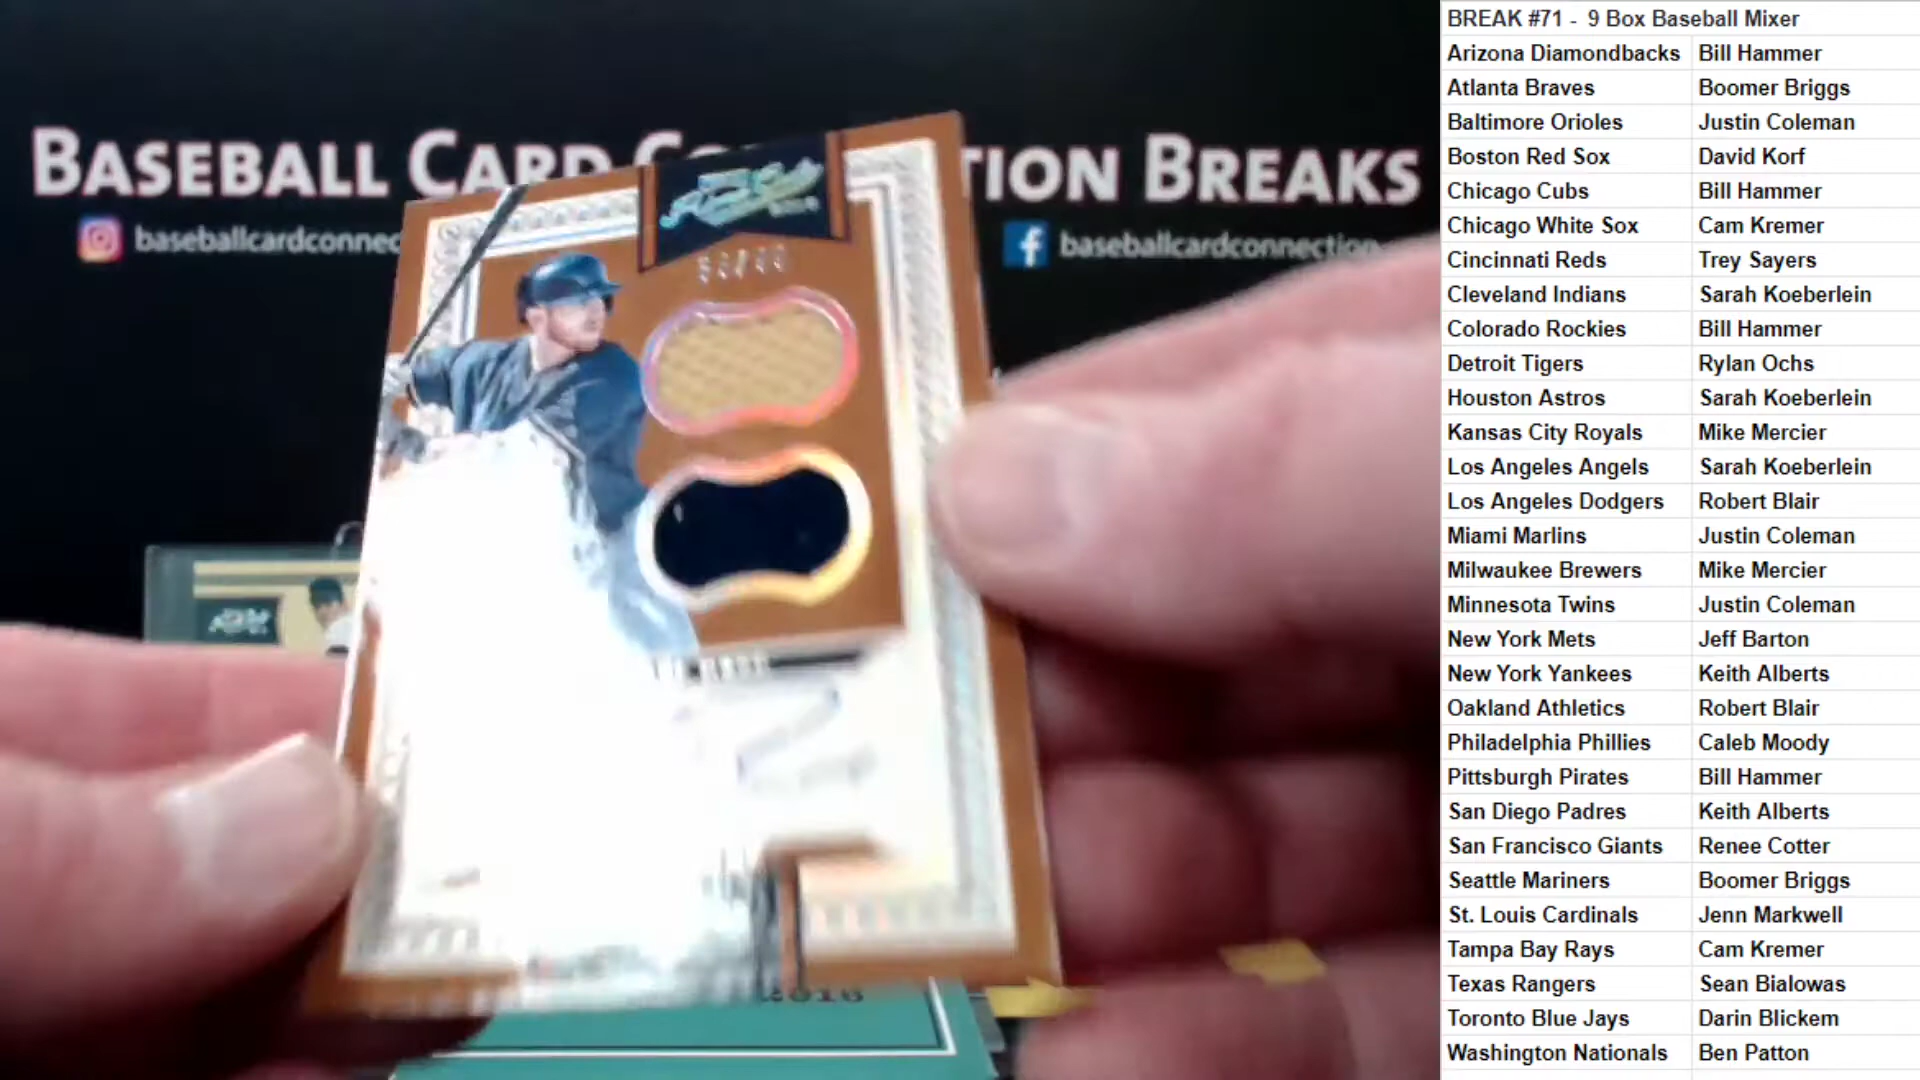 BASEBALL CARD CO TION BREAKS
baseballcardconnec
baseballcardconnection
2016
BREAK #71 - 9 Box Baseball Mixer
Arizona Diamondbacks Bill Hammer
Atlanta Braves Boomer Briggs
Baltimore Orioles Justin Coleman
Boston Red Sox David Korf
Chicago Cubs Bill Hammer
Chicago White Sox Cam Kremer
Cincinnati Reds Trey Sayers
Cleveland Indians Sarah Koeberlein
Colorado Rockies Bill Hammer
Detroit Tigers Rylan Ochs
Houston Astros Sarah Koeberlein
Kansas City Royals Mike Mercier
Los Angeles Angels Sarah Koeberlein
Los Angeles Dodgers Robert Blair
Miami Marlins Justin Coleman
Milwaukee Brewers Mike Mercier
Minnesota Twins Justin Coleman
New York Mets Jeff Barton
New York Yankees Keith Alberts
Oakland Athletics Robert Blair
Philadelphia Phillies Caleb Moody
Pittsburgh Pirates Bill Hammer
San Diego Padres Keith Alberts
San Francisco Giants Renee Cotter
Seattle Mariners Boomer Briggs
St. Louis Cardinals Jenn Markwell
Tampa Bay Rays Cam Kremer
Texas Rangers Sean Bialowas
Toronto Blue Jays Darin Blickem
Washington Nationals Ben Patton